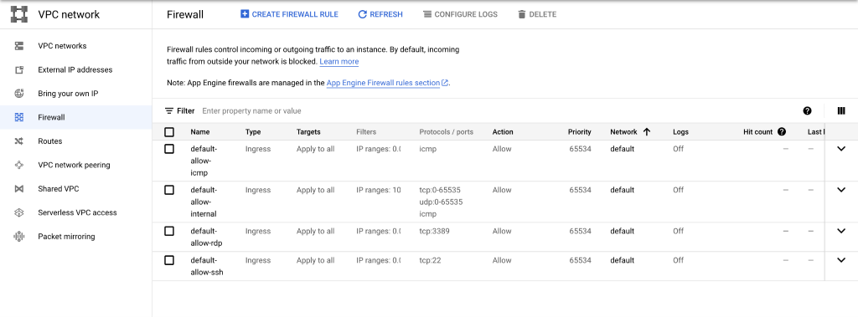 VPC network
Firewall
CREATE FIREWALL RULE
REFRESH
CONFIGURE LOGS
DELETE
VPC networks
External IP addresses
Bring your own IP
Firewall
Routes
VPC network peering
Shared VPC
Serverless VPC access
Packet mirroring
Firewall rules control incoming or outgoing traffic to an instance. By default, incoming
traffic from outside your network is blocked. Learn more
Note: App Engine firewalls are managed in the App Engine Firewall rules section.
Filter Enter property name or value
Name Type Targets Filters Protocols / ports Action Priority Network Logs Hit count Last
default-allow-icmp Ingress Apply to all IP ranges: 0.( icmp Allow 65534 default Off — —
default-allow-internal Ingress Apply to all IP ranges: 10 tcp:0-65535 Allow 65534 default Off — —
udp:0-65535
icmp
default-allow-rdp Ingress Apply to all IP ranges: 0.( tcp:3389 Allow 65534 default Off — —
default-allow-ssh Ingress Apply to all IP ranges: 0.( tcp:22 Allow 65534 default Off — —